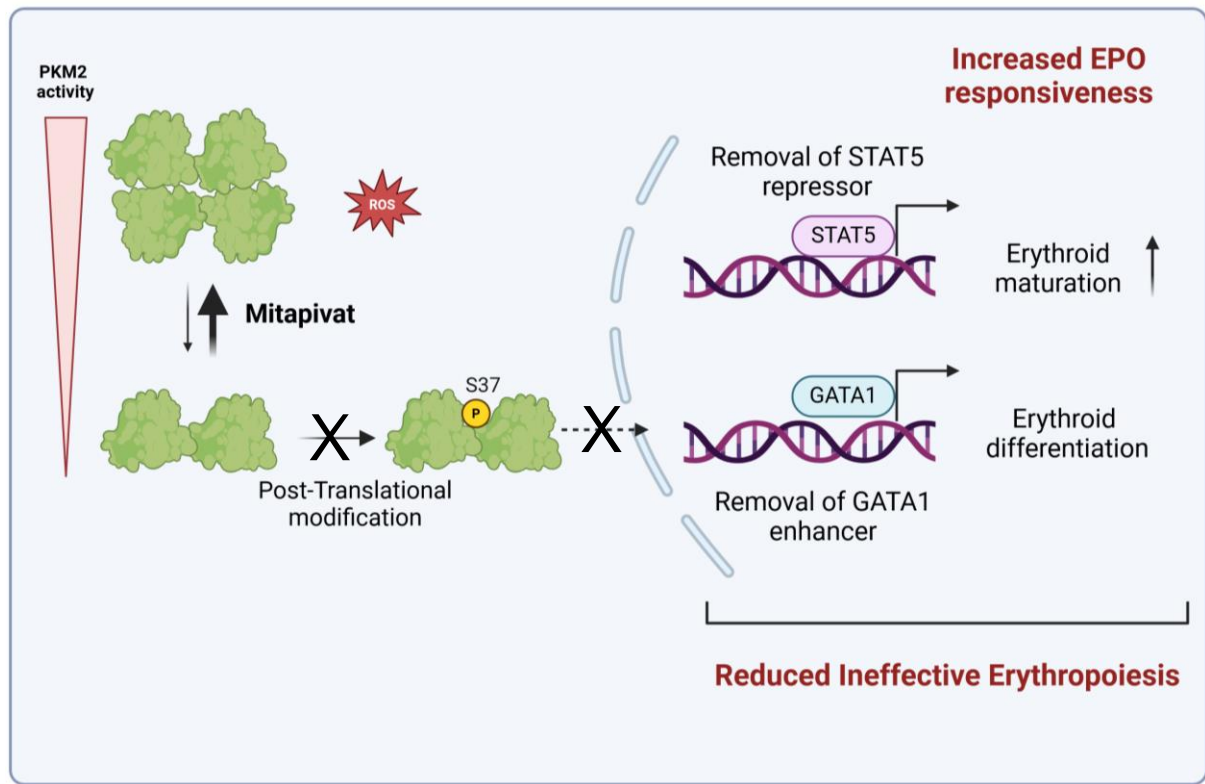 PKM2
activity
ROS
Mitapivat
S37
P
X
X
Post-Translational
modification
Increased EPO
responsiveness
Removal of STAT5
repressor
STAT5
Erythroid
maturation
GATA1
Erythroid
differentiation
Removal of GATA1
enhancer
Reduced Ineffective Erythropoiesis